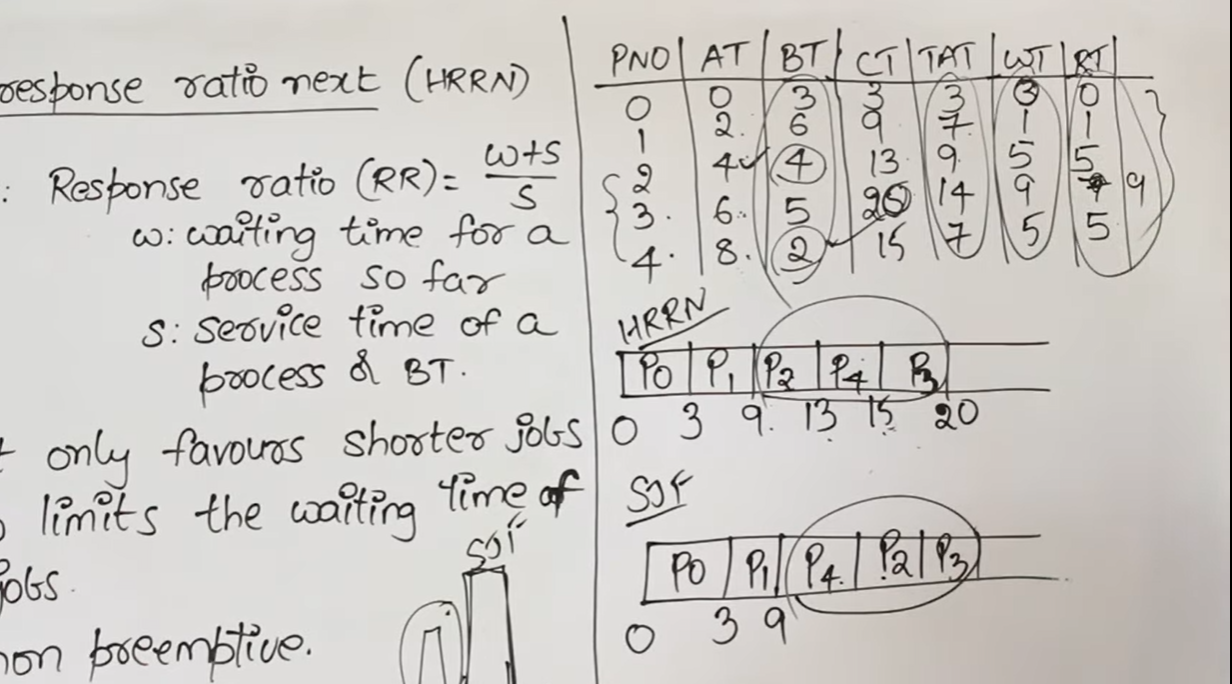 response ratio next (HRRN)
: Response ratio (RR) = w+s
s
w: waiting time for a
process so far
s: service time of a
process & BT.
only favours shorter jobs
limits the waiting time of
jobs.
non preemptive.
SJF
PNO AT BT CT TAT WT RT
0 0 3 3 3 0
1 2. 6 9 7. 1 1
2 4 4 13 9. 5 5
3. 6. 5 20 14 9 9
4. 8. 2 15 7 5 5
HRRN
P0 P1 P2 P4 P3
0 3 9. 13 15 20
SJF
P0 P1 P4. P2 P3
0 3 9